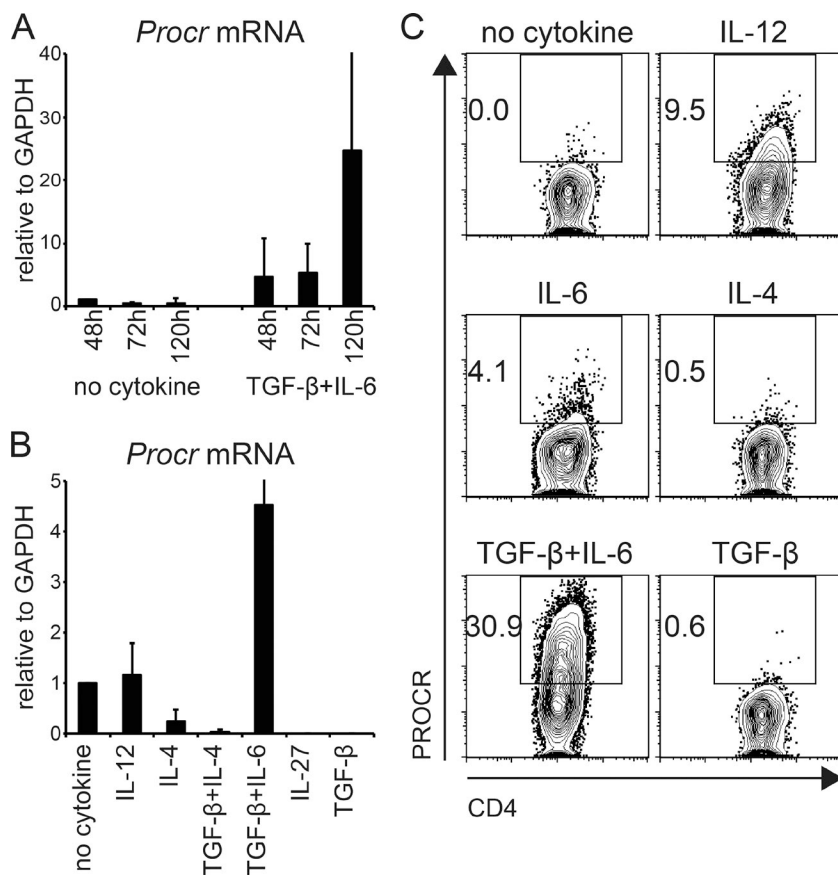 A
Procr mRNA
relative to GAPDH
40
30
20
10
0
48h
72h
120h
48h
72h
120h
no cytokine
TGF-β+IL-6
B
Procr mRNA
relative to GAPDH
5
4
3
2
1
0
no cytokine
IL-12
IL-4
TGF-β+IL-4
TGF-β+IL-6
IL-27
TGF-β
C
no cytokine
IL-12
0.0
9.5
IL-6
IL-4
4.1
0.5
TGF-β+IL-6
TGF-β
30.9
0.6
PROCR
CD4